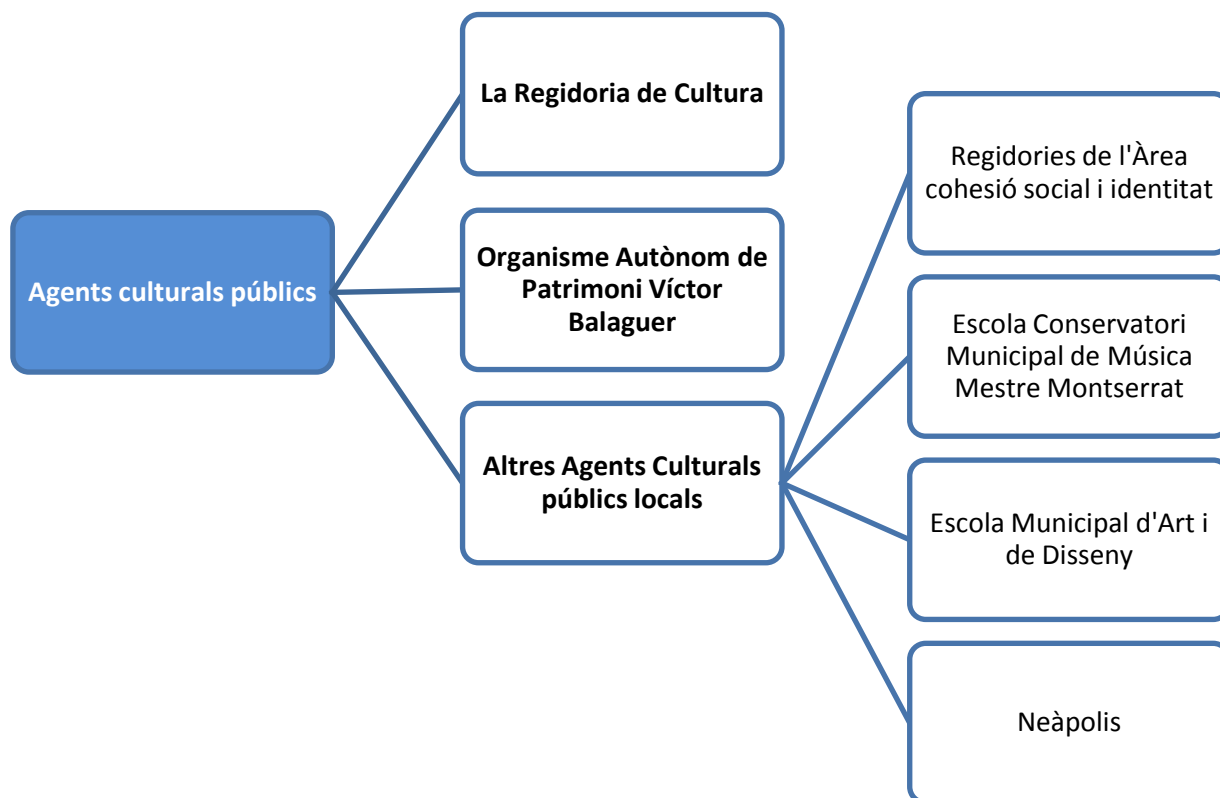 La Regidoria de Cultura
Regidories de l'Àrea
cohesió social i identitat
Agents culturals públics
Organisme Autònom de
Patrimoni Víctor
Balaguer
Escola Conservatori
Municipal de Música
Mestre Montserrat
Altres Agents Culturals
públics locals
Escola Municipal d'Art i
de Disseny
Neàpolis